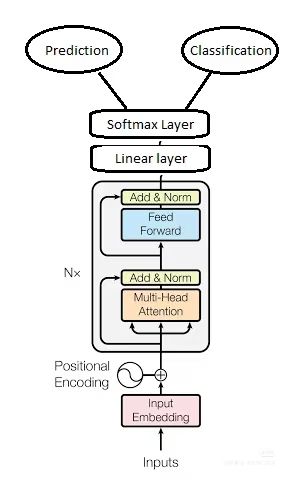 Prediction
Classification
Softmax Layer
Linear layer
Add & Norm
Feed
Forward
Nx
Add & Norm
Multi-Head
Attention
Positional
Encoding
Input
Embedding
Inputs